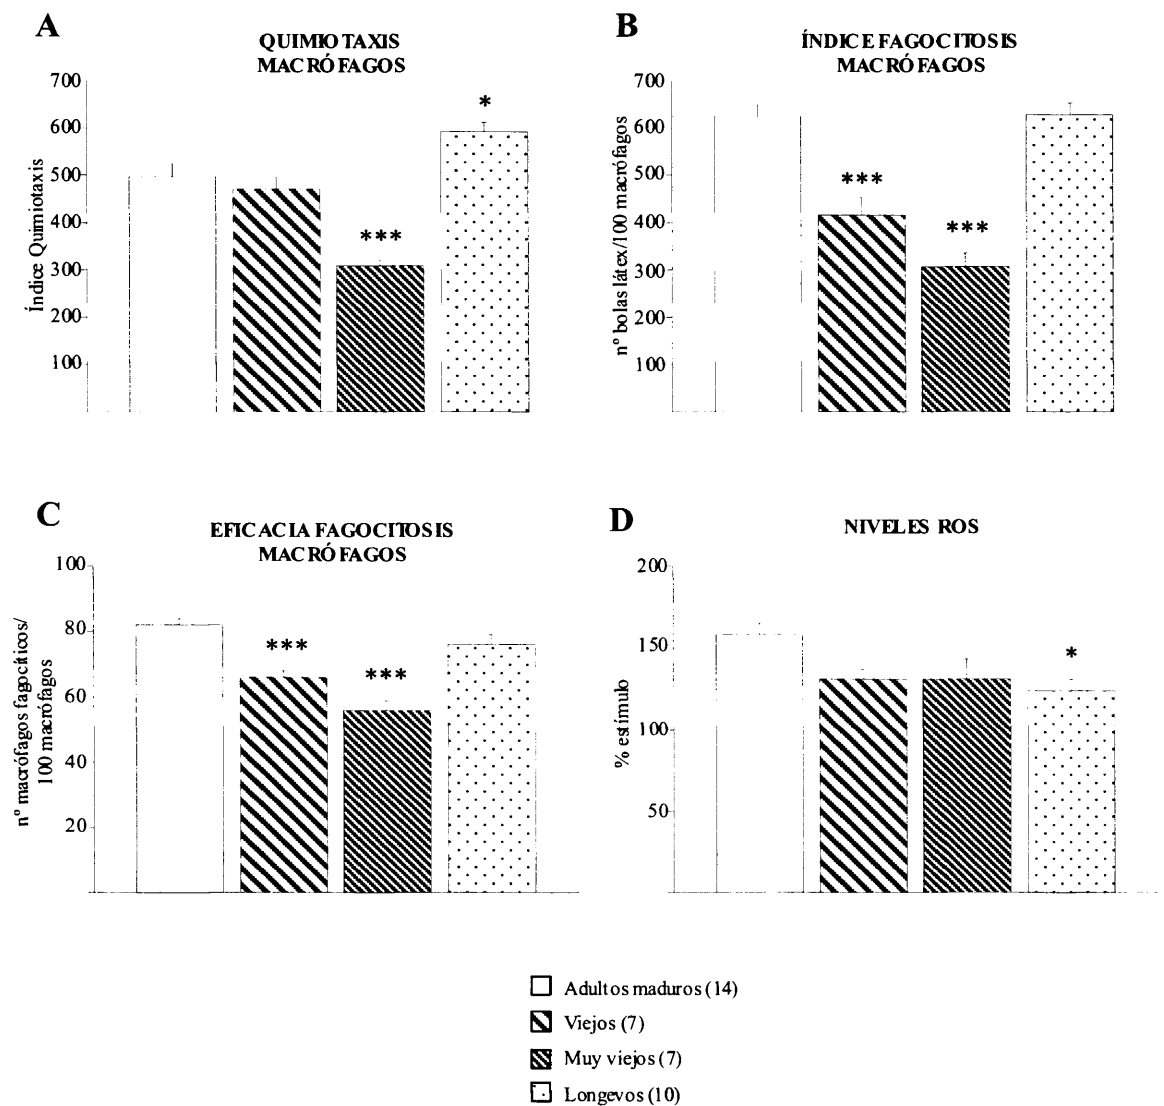 A
QUIMIOTAXIS
MACRÓFAGOS
Índice Quimiotaxis
700
600
500
400
300
200
100
***
*
B
ÍNDICE FAGOCITOSIS
MACRÓFAGOS
nº bolas látex/100 macrófagos
700
600
500
400
300
200
100
***
***
C
EFICACIA FAGOCITOSIS
MACRÓFAGOS
nº macrófagos fagocíticos/
100 macrófagos
100
80
60
40
20
***
***
D
NIVELES ROS
% estímulo
200
150
100
50
*
Adultos maduros (14)
Viejos (7)
Muy viejos (7)
Longevos (10)